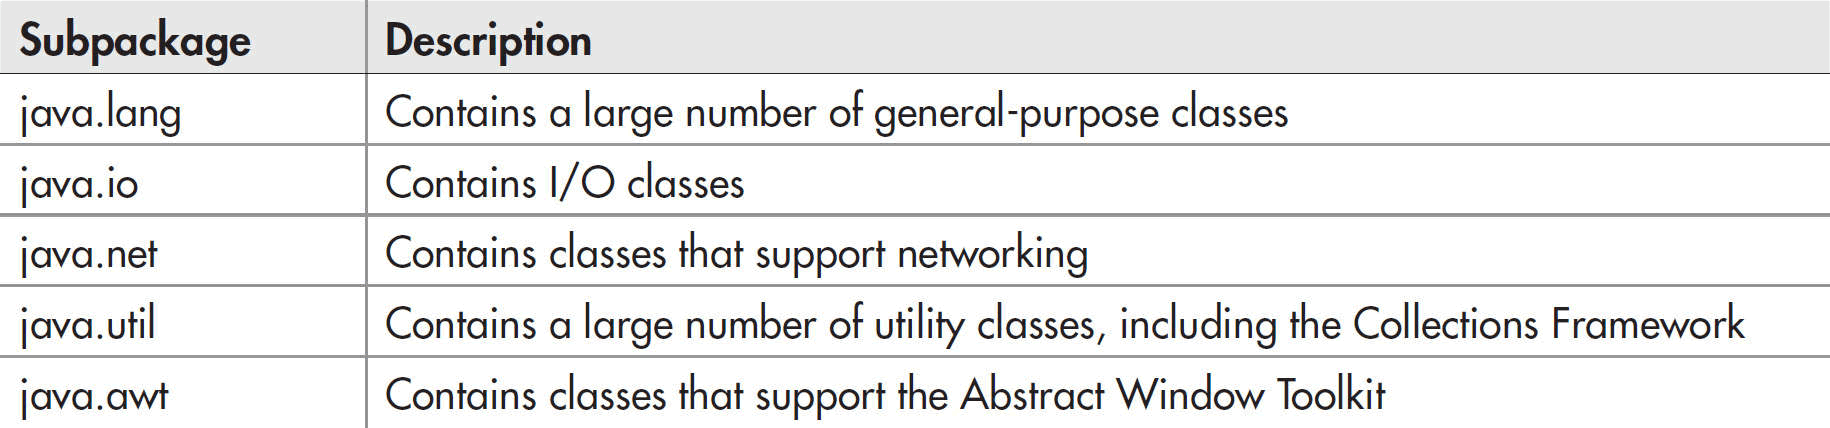 Subpackage Description
java.lang Contains a large number of general-purpose classes
java.io Contains I/O classes
java.net Contains classes that support networking
java.util Contains a large number of utility classes, including the Collections Framework
java.awt Contains classes that support the Abstract Window Toolkit